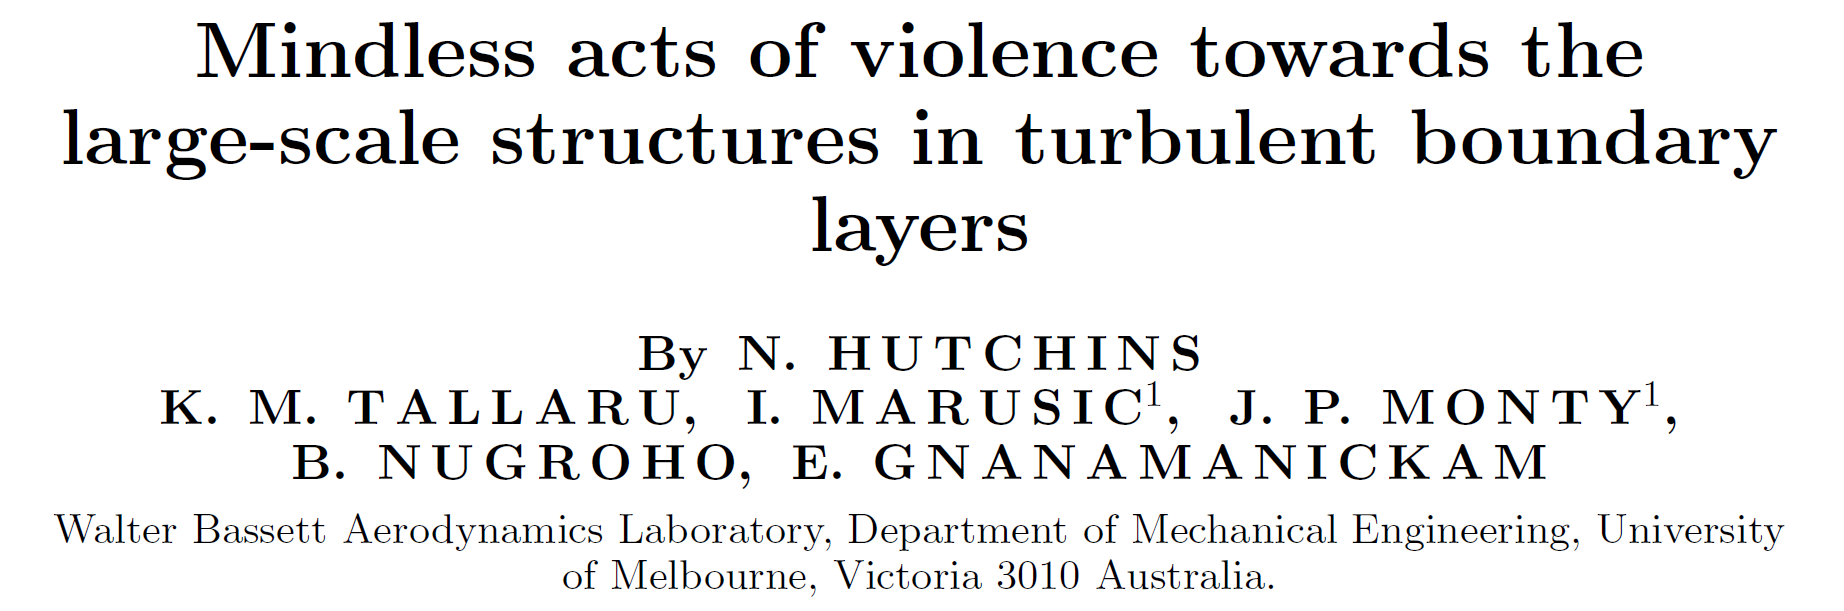 Mindless acts of violence towards the
large-scale structures in turbulent boundary
layers
By N. HUTCHINS
K. M. TALLARU, I. MARUSIC¹, J. P. MONTY¹,
B. NUGROHO, E. GNANAMANICKAM
Walter Bassett Aerodynamics Laboratory, Department of Mechanical Engineering, University
of Melbourne, Victoria 3010 Australia.